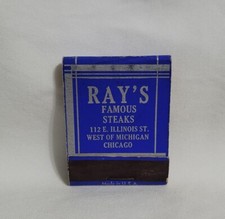 RAY'S
FAMOUS
STEAKS
112 E. ILLINOIS ST.
WEST OF MICHIGAN
CHICAGO